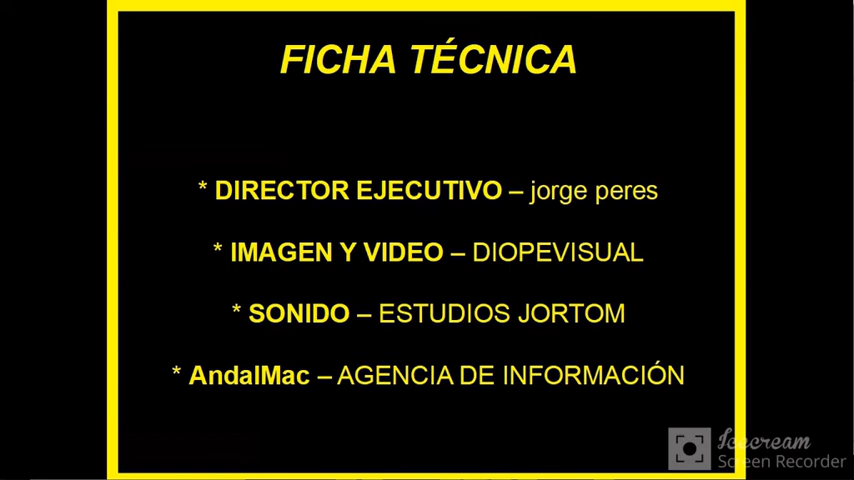 FICHA TÉCNICA
* DIRECTOR EJECUTIVO – jorge peres
* IMAGEN Y VIDEO – DIOPEVISUAL
* SONIDO – ESTUDIOS JORTOM
* AndalMac – AGENCIA DE INFORMACIÓN
Icecream
Screen Recorder